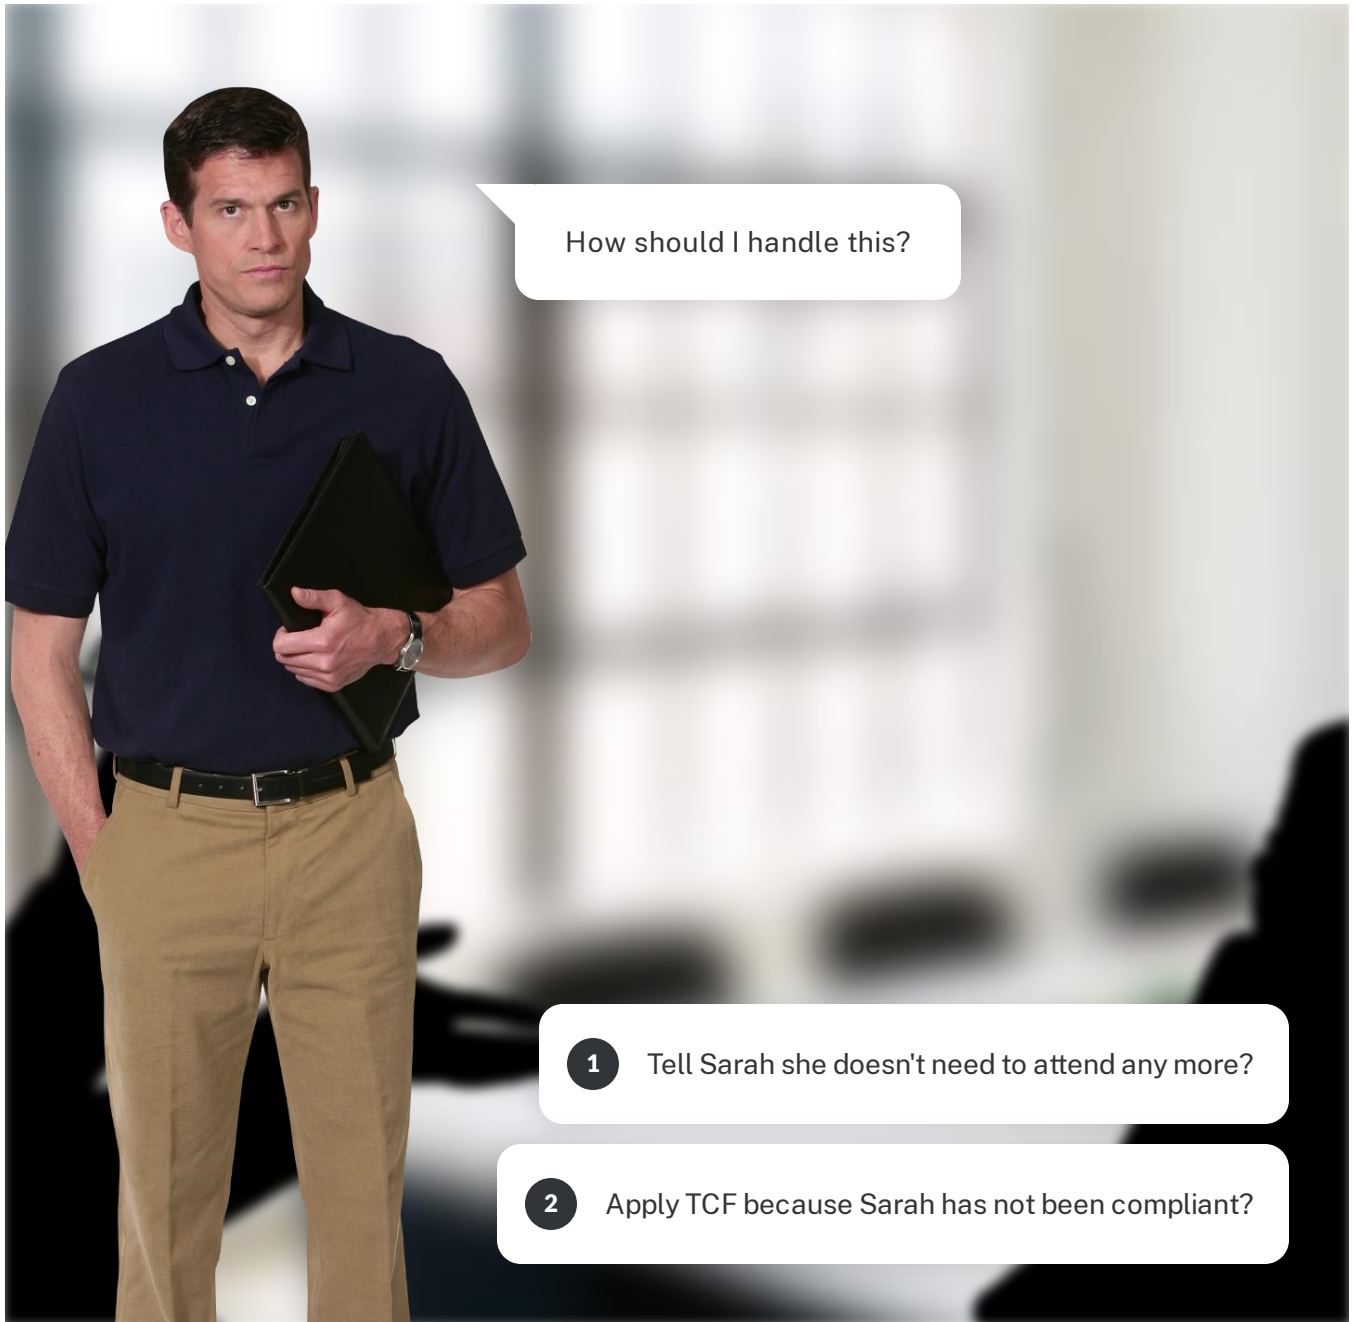 How should I handle this?
1 Tell Sarah she doesn't need to attend any more?
2 Apply TCF because Sarah has not been compliant?